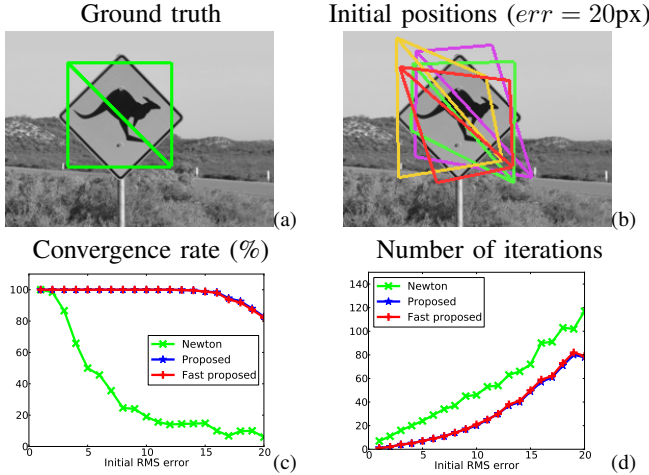 Ground truth
Initial positions (err = 20px)
(a)
(b)
Convergence rate (%)
Number of iterations
100
80
60
40
20
0
0
5
10
15
20
Initial RMS error
Newton
Proposed
Fast proposed
(c)
140
120
100
80
60
40
20
0
0
5
10
15
20
Initial RMS error
Newton
Proposed
Fast proposed
(d)